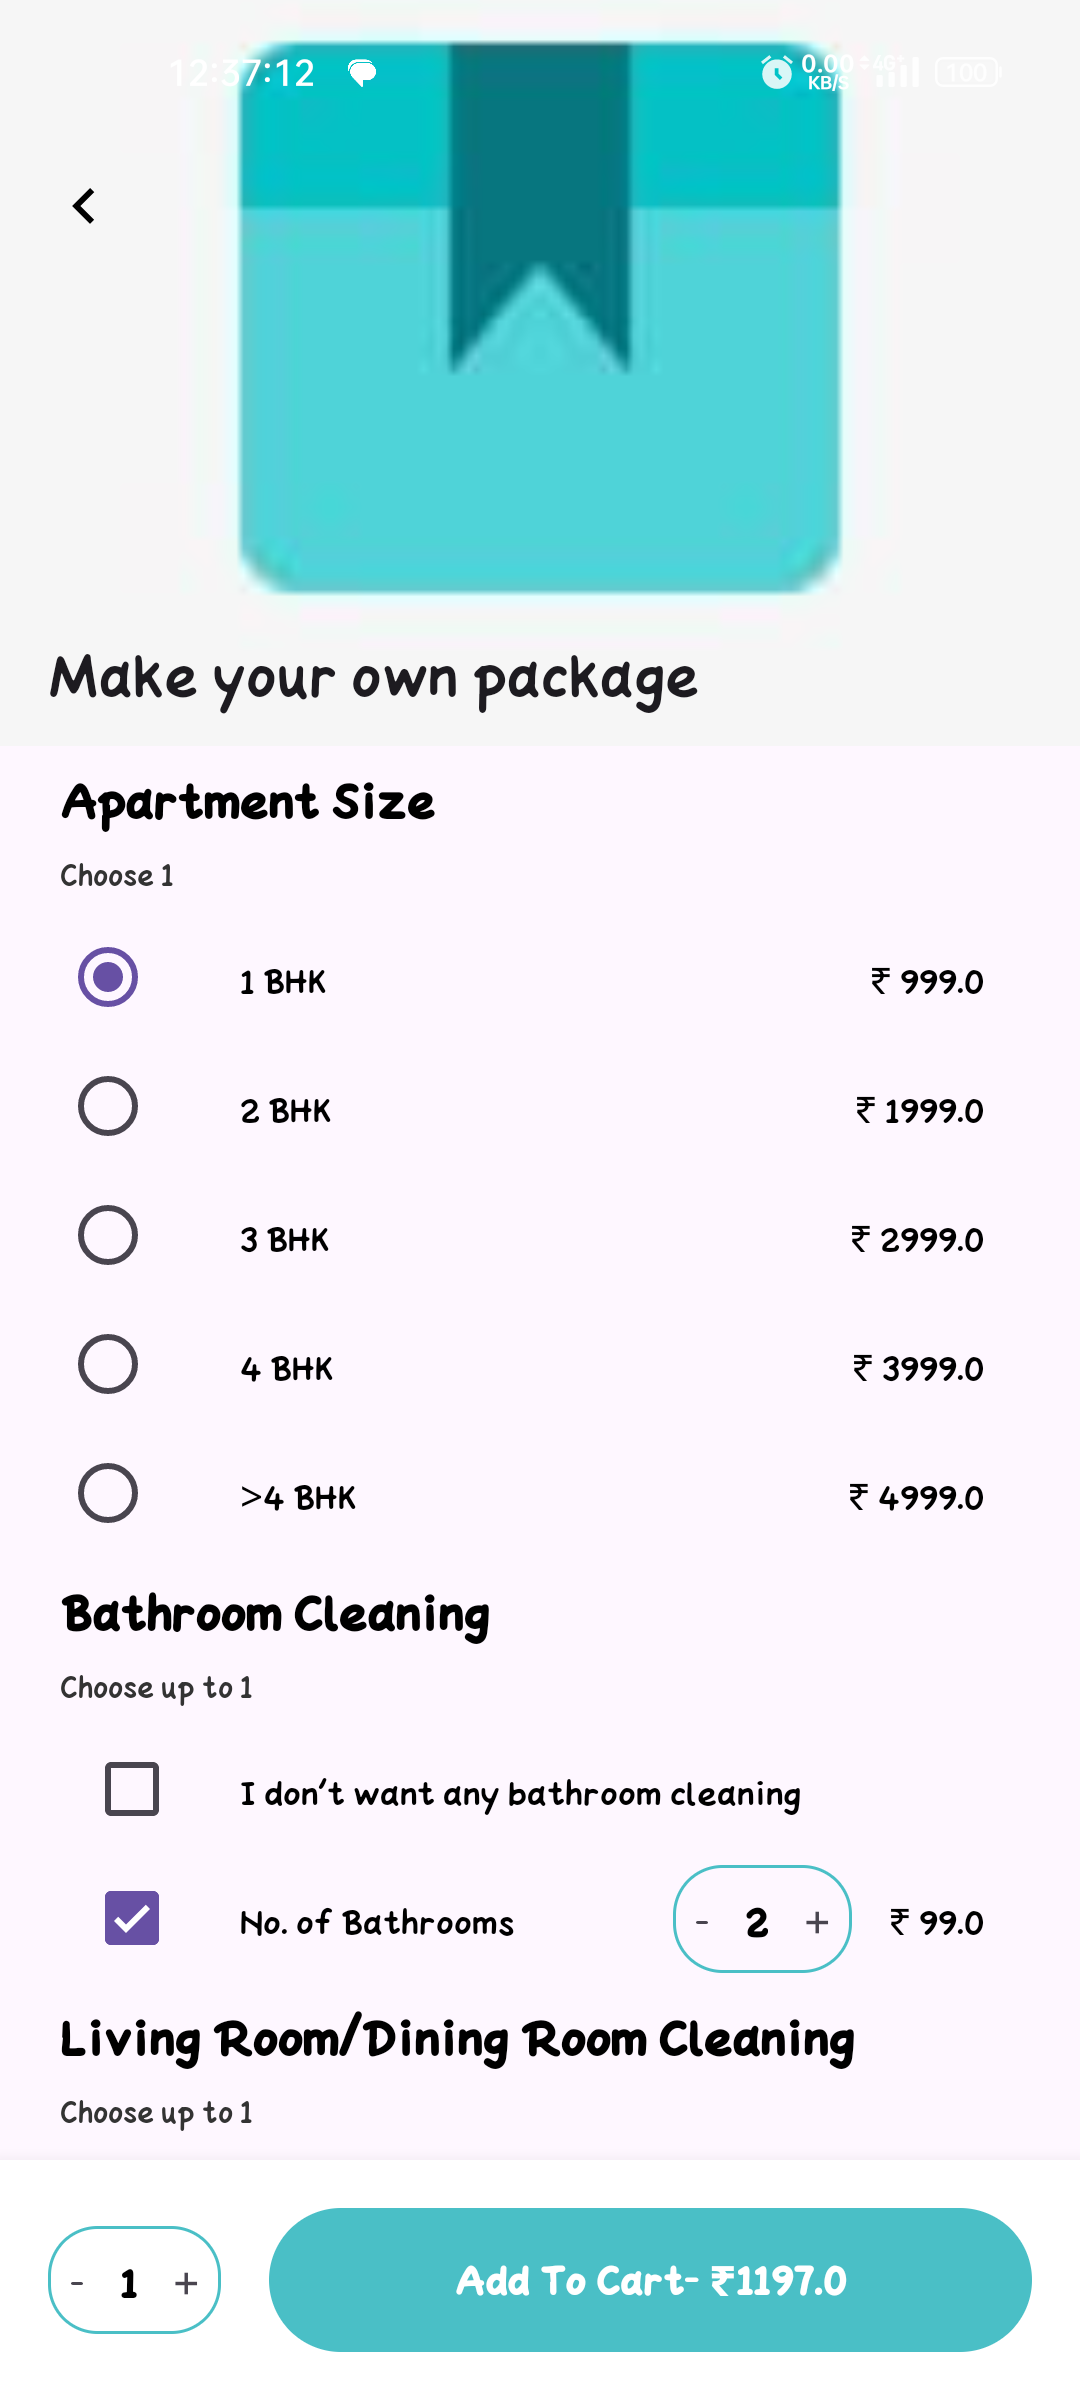 12:37:12 0.00 KB/S 4G 100
Make your own package
Apartment Size
Choose 1
1 BHK ₹ 999.0
2 BHK ₹ 1999.0
3 BHK ₹ 2999.0
4 BHK ₹ 3999.0
>4 BHK ₹ 4999.0
Bathroom Cleaning
Choose up to 1
I don't want any bathroom cleaning
No. of Bathrooms - 2 + ₹ 99.0
Living Room/Dining Room Cleaning
Choose up to 1
- 1 + Add To Cart- ₹1197.0